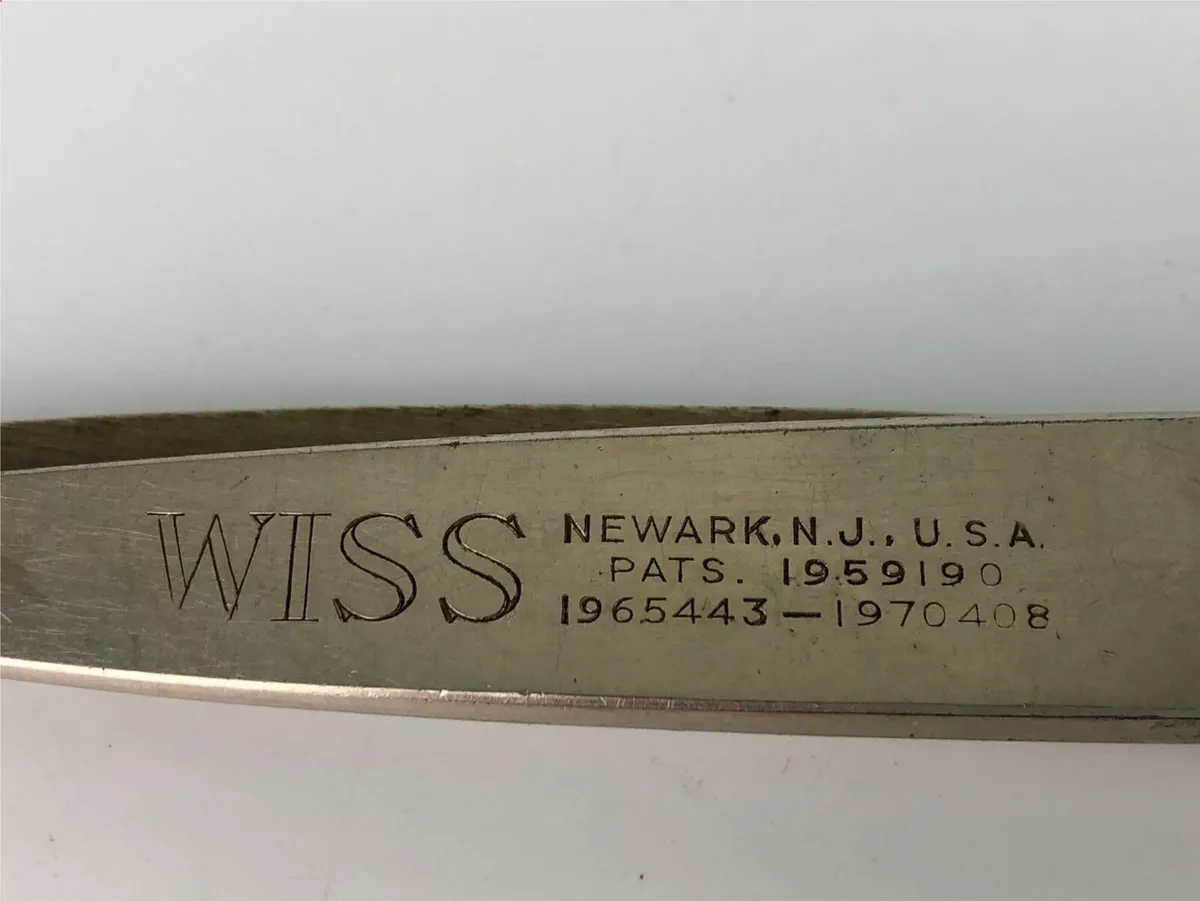 WISS
NEWARK, N.J., U.S.A.
PATS. 1959190
1965443-1970408